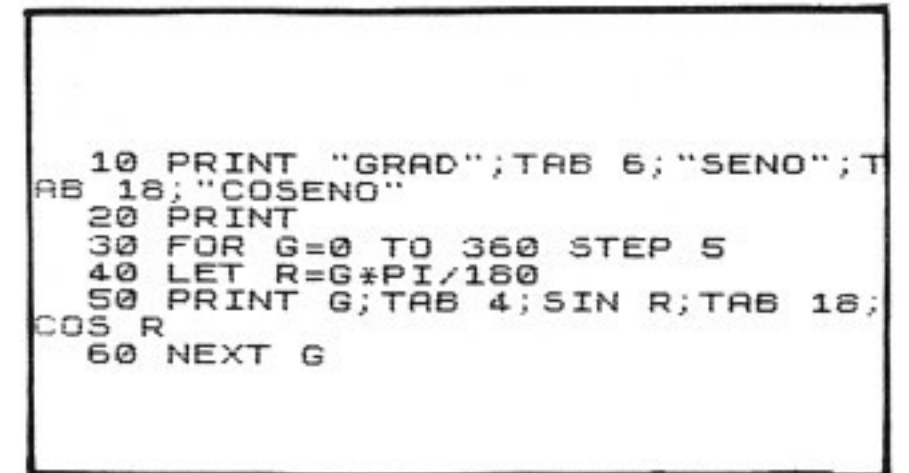 10 PRINT "GRAD";TAB 6;"SENO";T
AB 18;"COSENO"
20 PRINT
30 FOR G=0 TO 360 STEP 5
40 LET R=G*PI/180
50 PRINT G;TAB 4;SIN R;TAB 18;
COS R
60 NEXT G